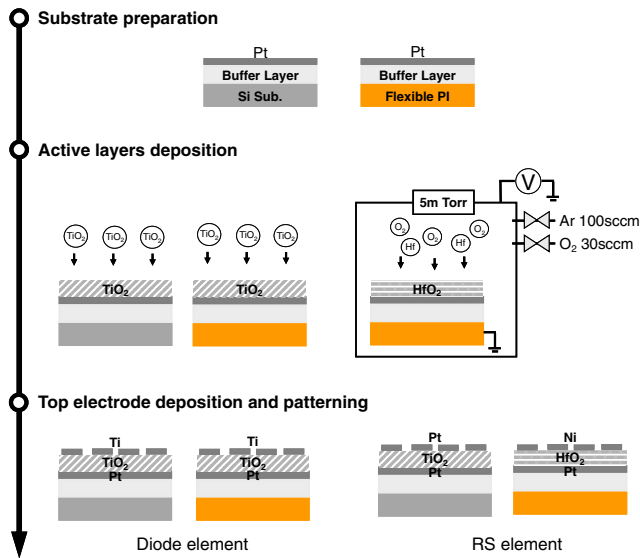 Substrate preparation
Pt
Pt
Buffer Layer
Buffer Layer
Si Sub.
Flexible PI
Active layers deposition
V
5m Torr
Ar 100sccm
O₂ 30sccm
TiO₂
TiO₂
TiO₂
TiO₂
TiO₂
TiO₂
O₂
Hf
O₂
Hf
O₂
TiO₂
TiO₂
HfO₂
Top electrode deposition and patterning
Ti
Ti
Pt
Ni
TiO₂
TiO₂
TiO₂
HfO₂
Pt
Pt
Pt
Pt
Diode element
RS element